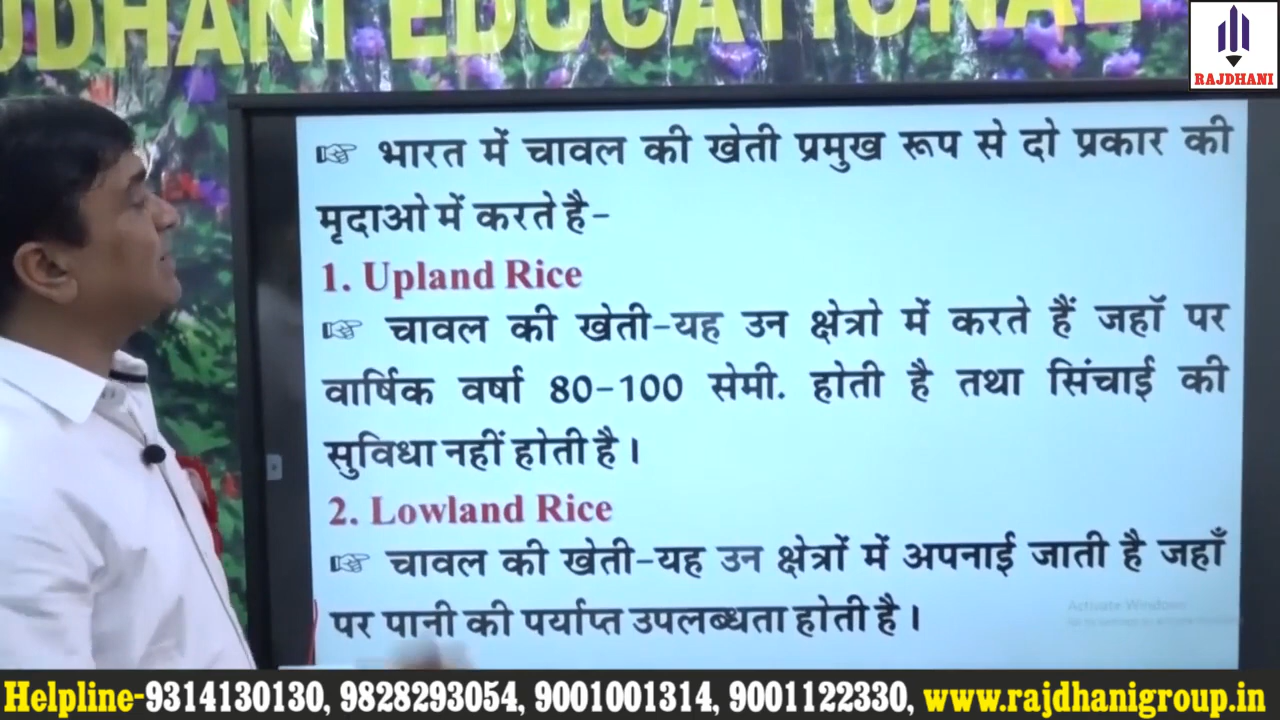 JDHANI EDUCATIONAL
RAJDHANI
☞ भारत में चावल की खेती प्रमुख रूप से दो प्रकार की
मृदाओ में करते है-
1. Upland Rice
☞ चावल की खेती-यह उन क्षेत्रो में करते हैं जहाॅ पर
वार्षिक वर्षा 80-100 सेमी. होती है तथा सिंचाई की
सुविधा नहीं होती है।
2. Lowland Rice
☞ चावल की खेती-यह उन क्षेत्रों में अपनाई जाती है जहाँ
पर पानी की पर्याप्त उपलब्धता होती है।
Activate Windows
Helpline-9314130130, 9828293054, 9001001314, 9001122330, www.rajdhanigroup.in